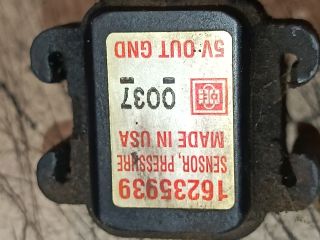 16235939
SENSOR, PRESSURE
MADE IN USA
0037
5V OUT GND